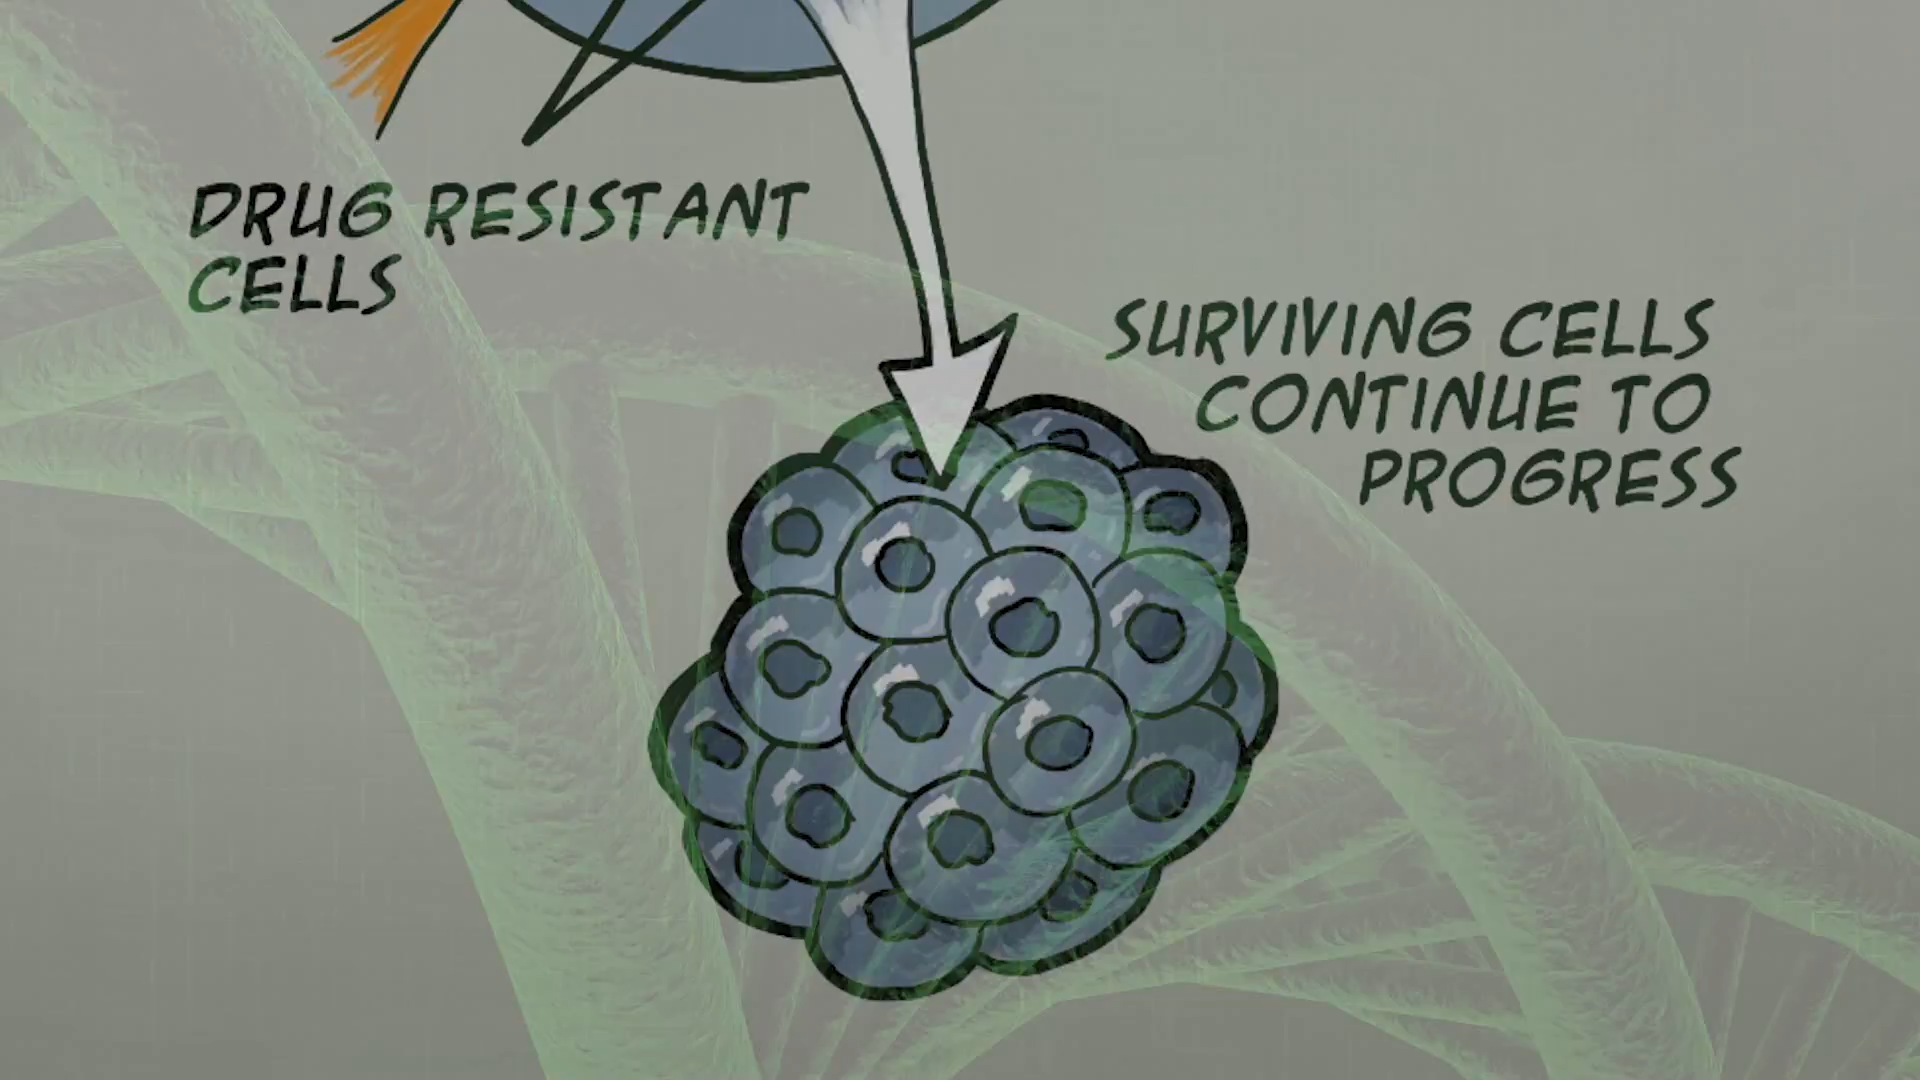 DRUG RESISTANT
CELLS
SURVIVING CELLS
CONTINUE TO
PROGRESS